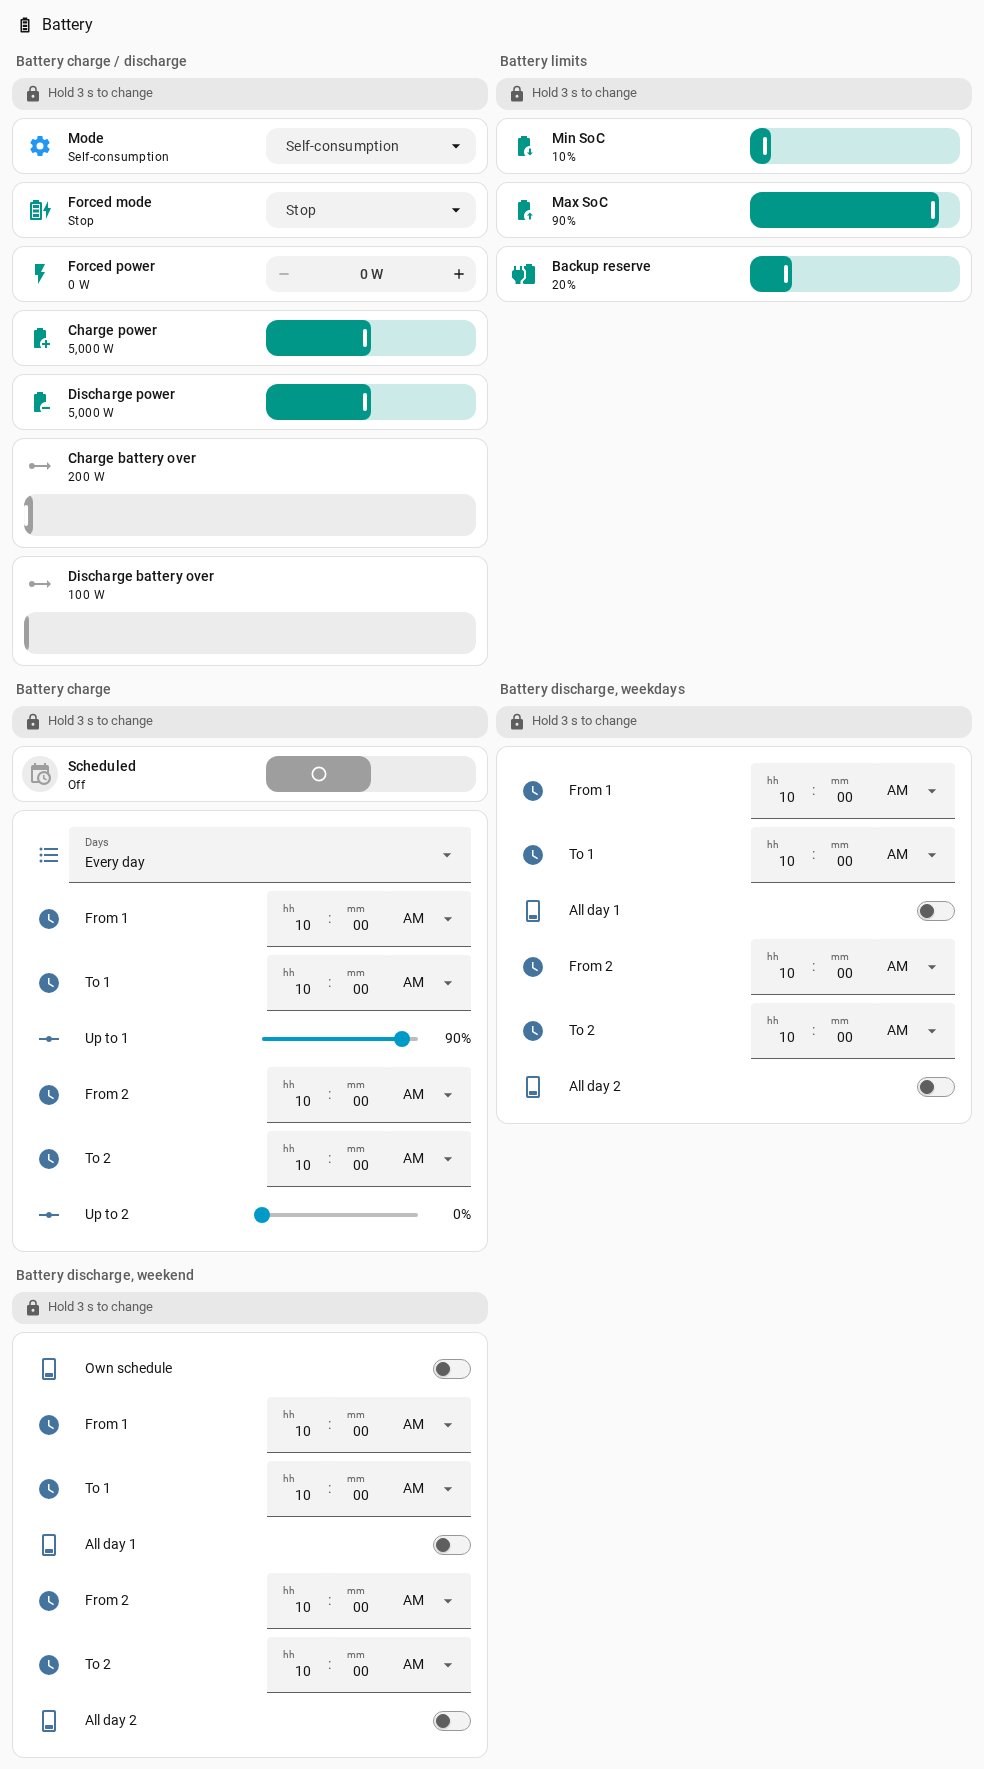 Battery
Battery charge / discharge
Hold 3 s to change
Mode
Self-consumption
Self-consumption
Forced mode
Stop
Stop
Forced power
0 W
0 W
Charge power
5,000 W
Discharge power
5,000 W
Charge battery over
200 W
Discharge battery over
100 W
Battery limits
Hold 3 s to change
Min SoC
10%
Max SoC
90%
Backup reserve
20%
Battery charge
Hold 3 s to change
Scheduled
Off
Days
Every day
From 1
hh mm
10 : 00 AM
To 1
hh mm
10 : 00 AM
Up to 1 90%
From 2
hh mm
10 : 00 AM
To 2
hh mm
10 : 00 AM
Up to 2 0%
Battery discharge, weekdays
Hold 3 s to change
From 1
hh mm
10 : 00 AM
To 1
hh mm
10 : 00 AM
All day 1
From 2
hh mm
10 : 00 AM
To 2
hh mm
10 : 00 AM
All day 2
Battery discharge, weekend
Hold 3 s to change
Own schedule
From 1
hh mm
10 : 00 AM
To 1
hh mm
10 : 00 AM
All day 1
From 2
hh mm
10 : 00 AM
To 2
hh mm
10 : 00 AM
All day 2